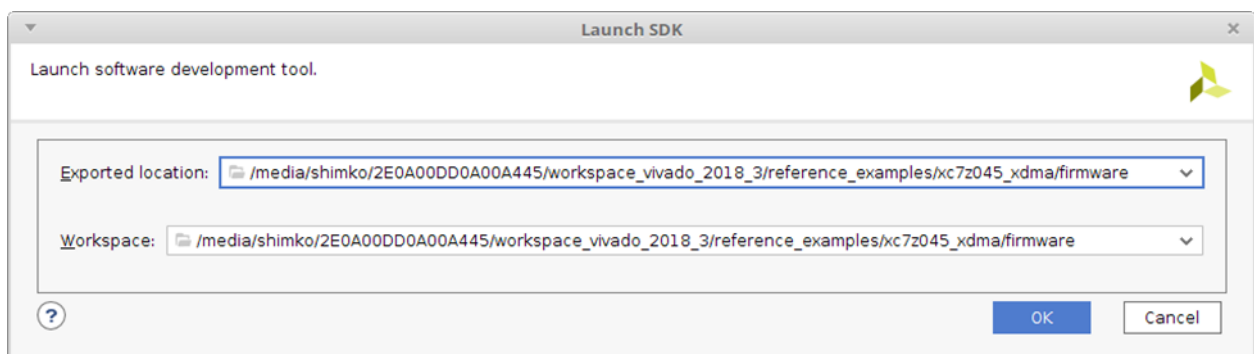 Launch SDK
Launch software development tool.
Exported location: /media/shimko/2E0A00DD0A00A445/workspace_vivado_2018_3/reference_examples/xc7z045_xdma/firmware
Workspace: /media/shimko/2E0A00DD0A00A445/workspace_vivado_2018_3/reference_examples/xc7z045_xdma/firmware
? OK Cancel